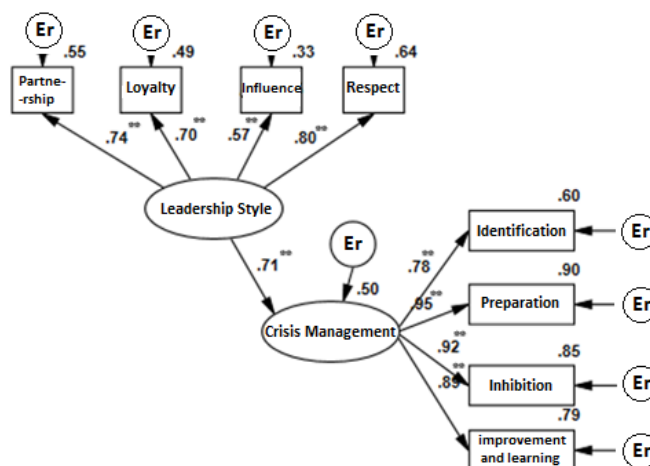 Er Er Er Er
.55 .49 .33 .64
Partne-
-rship
Loyalty
Influence
Respect
.74** .70** .57** .80**
Leadership Style
.60
Er
Identification
.71**
Er
.78**
.90
.50
.95**
Preparation
Er
Crisis Management
.92**
.85
.89**
Inhibition
Er
.79
improvement
and learning
Er